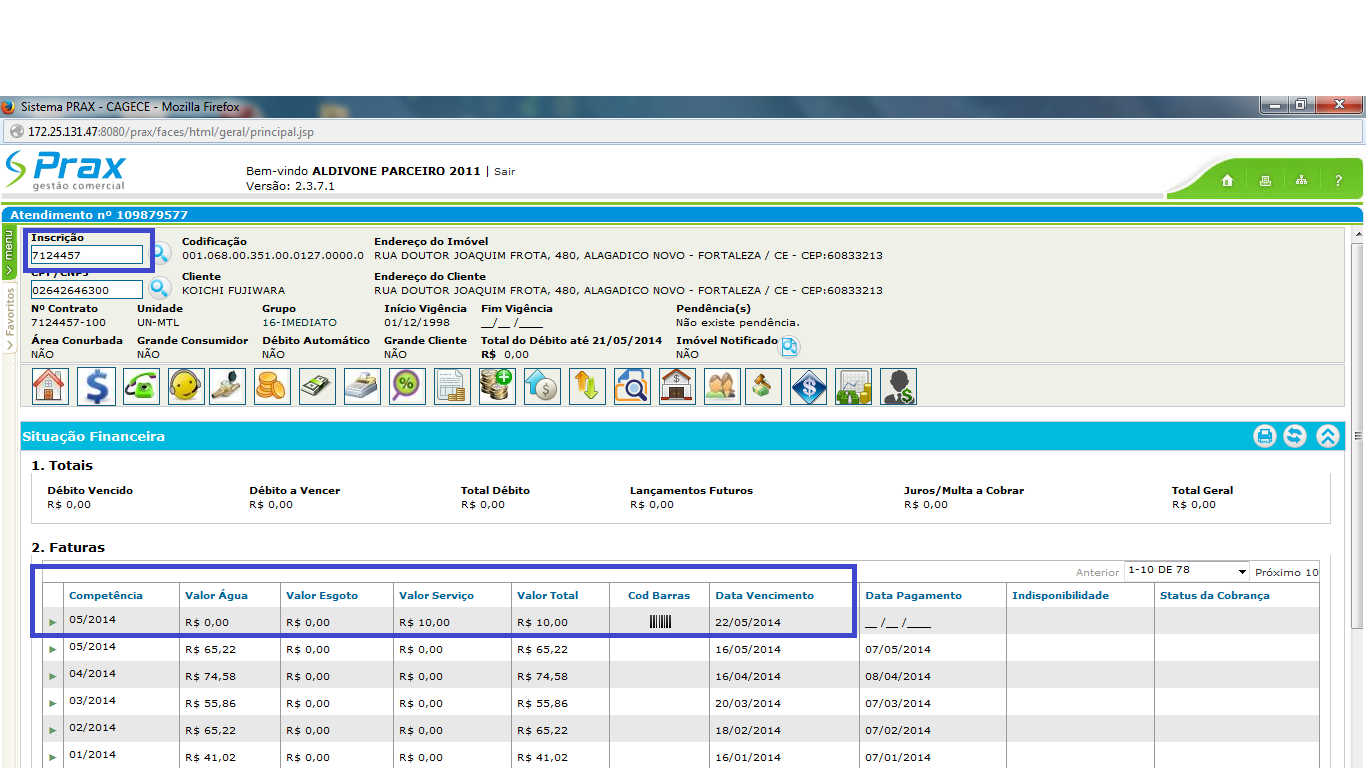 Sistema PRAX - CAGECE - Mozilla Firefox
172.25.131.47:8080/prax/faces/html/geral/principal.jsp
Prax
gestão comercial
Bem-vindo ALDIVONE PARCEIRO 2011 | Sair
Versão: 2.3.7.1
?
Atendimento nº 109879577
menu
Favoritos
Inscrição
7124457
Codificação
001.068.00.351.00.0127.0000.0
Endereço do Imóvel
RUA DOUTOR JOAQUIM FROTA, 480, ALAGADICO NOVO - FORTALEZA / CE - CEP:60833213
CPF/CNPJ
02642646300
Cliente
KOICHI FUJIWARA
Endereço do Cliente
RUA DOUTOR JOAQUIM FROTA, 480, ALAGADICO NOVO - FORTALEZA / CE - CEP:60833213
Nº Contrato Unidade Grupo Início Vigência Fim Vigência Pendência(s)
7124457-100 UN-MTL 16-IMEDIATO 01/12/1998 __/__ /____ Não existe pendência.
Área Conurbada Grande Consumidor Débito Automático Grande Cliente Total do Débito até 21/05/2014 Imóvel Notificado
NÃO NÃO NÃO NÃO R$ 0,00 NÃO
Situação Financeira
1. Totais
Débito Vencido Débito a Vencer Total Débito Lançamentos Futuros Juros/Multa a Cobrar Total Geral
R$ 0,00 R$ 0,00 R$ 0,00 R$ 0,00 R$ 0,00 R$ 0,00
2. Faturas
Anterior 1-10 DE 78 Próximo 10
Competência Valor Água Valor Esgoto Valor Serviço Valor Total Cod Barras Data Vencimento Data Pagamento Indisponibilidade Status da Cobrança
05/2014 R$ 0,00 R$ 0,00 R$ 10,00 R$ 10,00 22/05/2014 __ /__ /____
05/2014 R$ 65,22 R$ 0,00 R$ 0,00 R$ 65,22 16/05/2014 07/05/2014
04/2014 R$ 74,58 R$ 0,00 R$ 0,00 R$ 74,58 16/04/2014 08/04/2014
03/2014 R$ 55,86 R$ 0,00 R$ 0,00 R$ 55,86 20/03/2014 07/03/2014
02/2014 R$ 65,22 R$ 0,00 R$ 0,00 R$ 65,22 18/02/2014 07/02/2014
01/2014 R$ 41,02 R$ 0,00 R$ 0,00 R$ 41,02 16/01/2014 07/01/2014